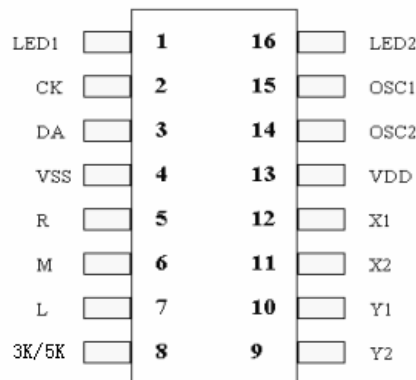 LED1 1 16 LED2
CK 2 15 OSC1
DA 3 14 OSC2
VSS 4 13 VDD
R 5 12 X1
M 6 11 X2
L 7 10 Y1
3K/5K 8 9 Y2